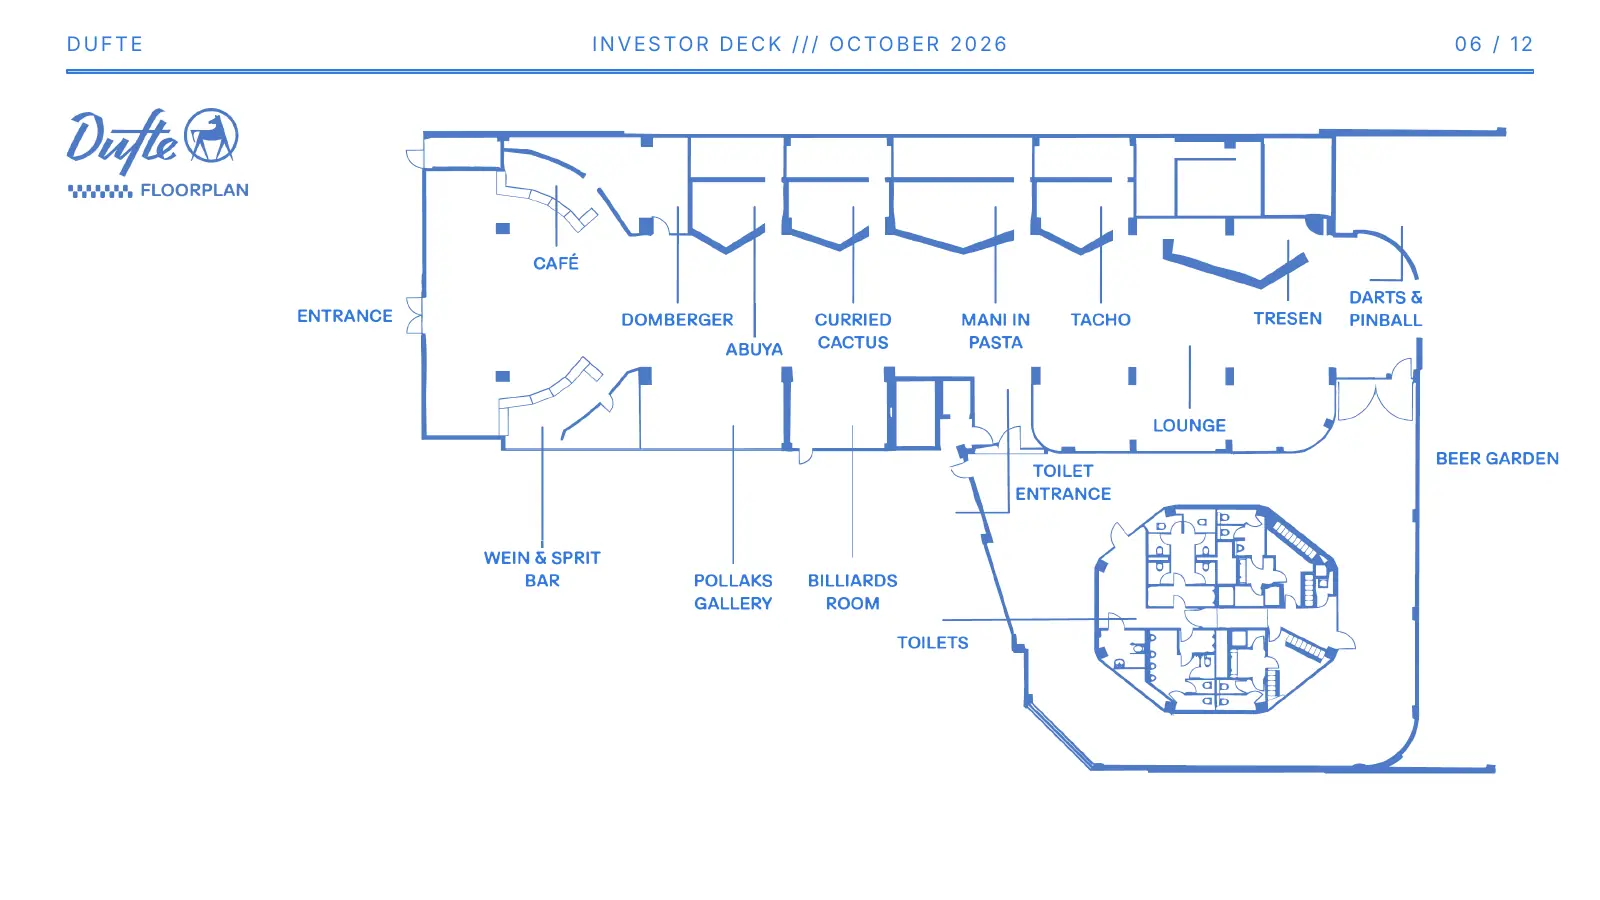 DUFTE
INVESTOR DECK /// OCTOBER 2026
06 / 12
Dufte
FLOORPLAN
CAFÉ
ENTRANCE
DOMBERGER
ABUYA
CURRIED
CACTUS
MANI IN
PASTA
TACHO
TRESEN
DARTS &
PINBALL
LOUNGE
BEER GARDEN
TOILET
ENTRANCE
WEIN & SPRIT
BAR
POLLAKS
GALLERY
BILLIARDS
ROOM
TOILETS